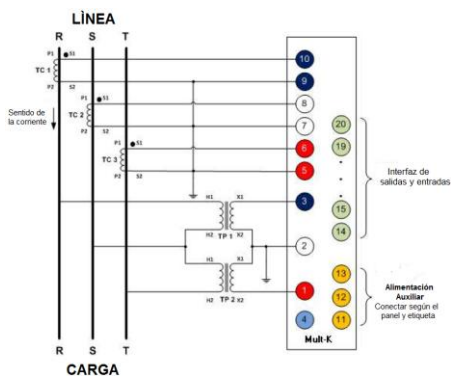 LÌNEA
R S T
P1 S1
TC 1
P2 S2
P1 S1
TC 2
P2 S2
P1 S1
TC 3
P2 S2
Sentido de
la corriente
10
9
8
7
6
5
3
2
1
4
20
19
15
14
13
12
11
Interfaz de
salidas y entradas
H1 X1
H2 X2
TP 1
H1 X1
H2 X2
TP 2
Alimentación
Auxiliar
Conectar según el
panel y etiqueta
Mult-K
R S T
CARGA